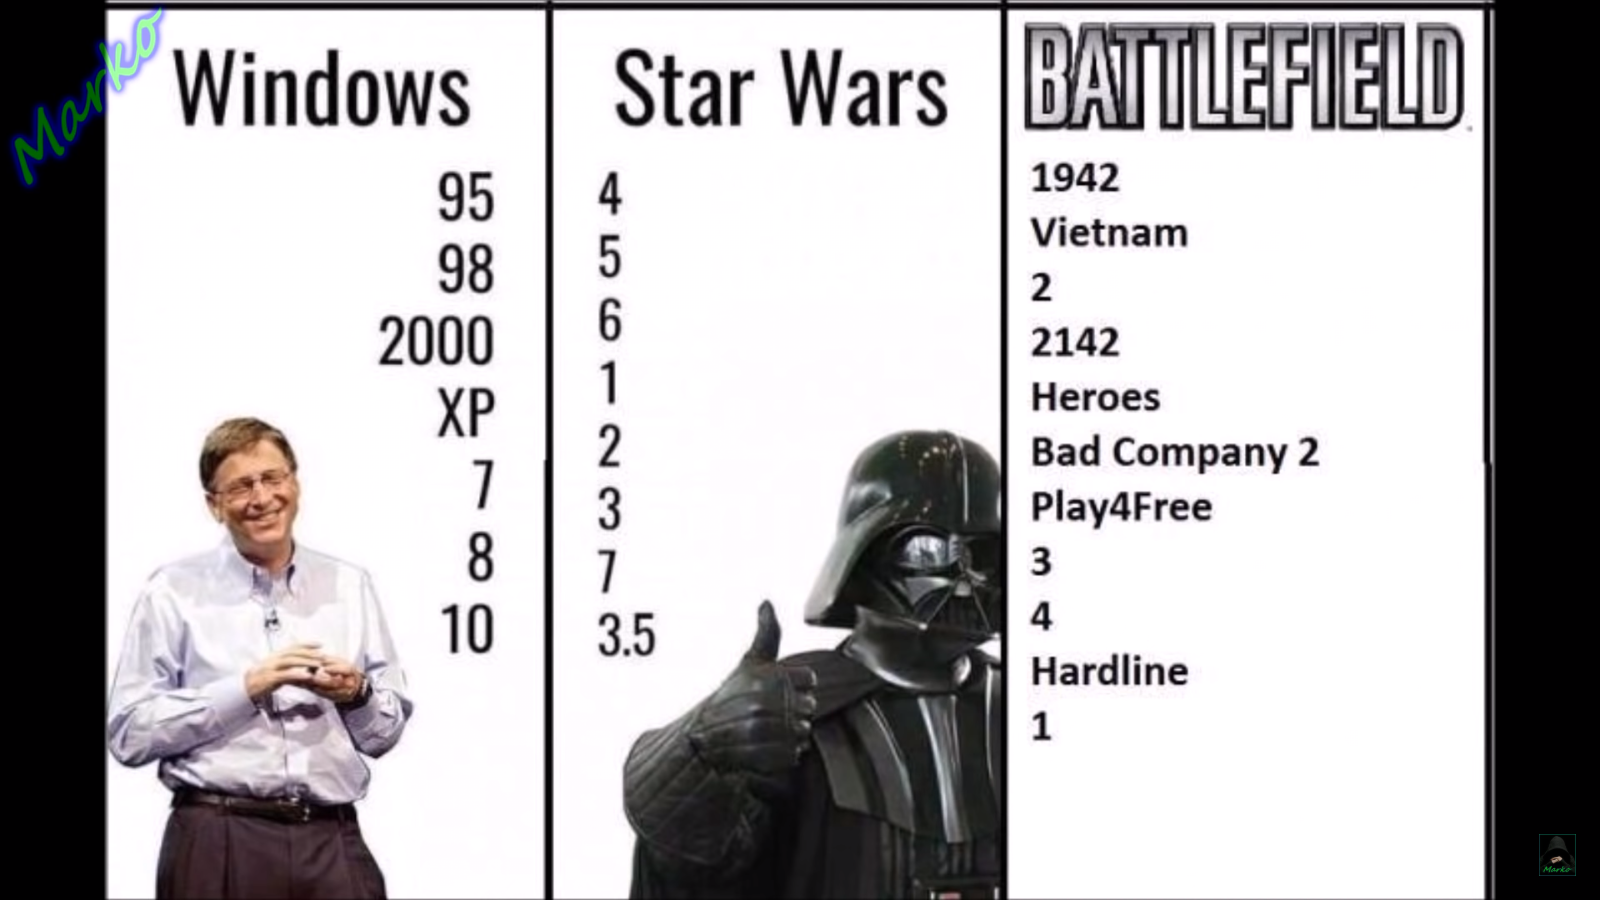 Marko
Windows
95
98
2000
XP
7
8
10
Star Wars
4
5
6
1
2
3
7
3.5
BATTLEFIELD
1942
Vietnam
2
2142
Heroes
Bad Company 2
Play4Free
3
4
Hardline
1
Marko